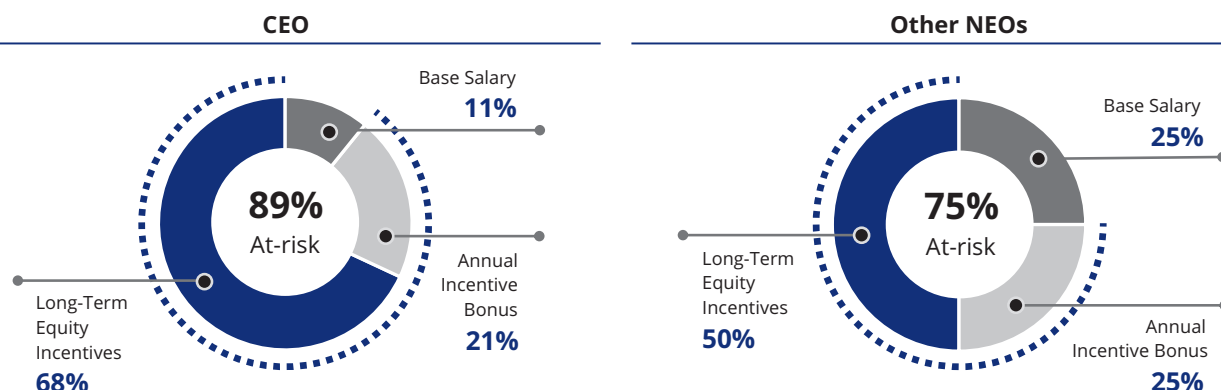 CEO
Base Salary
11%
89%
At-risk
Annual
Incentive
Bonus
21%
Long-Term
Equity
Incentives
68%
Other NEOs
Base Salary
25%
75%
At-risk
Long-Term
Equity
Incentives
50%
Annual
Incentive Bonus
25%